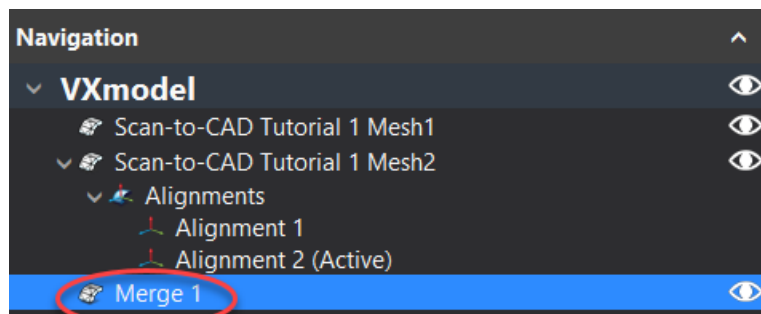 Navigation
VXmodel
Scan-to-CAD Tutorial 1 Mesh1
Scan-to-CAD Tutorial 1 Mesh2
Alignments
Alignment 1
Alignment 2 (Active)
Merge 1